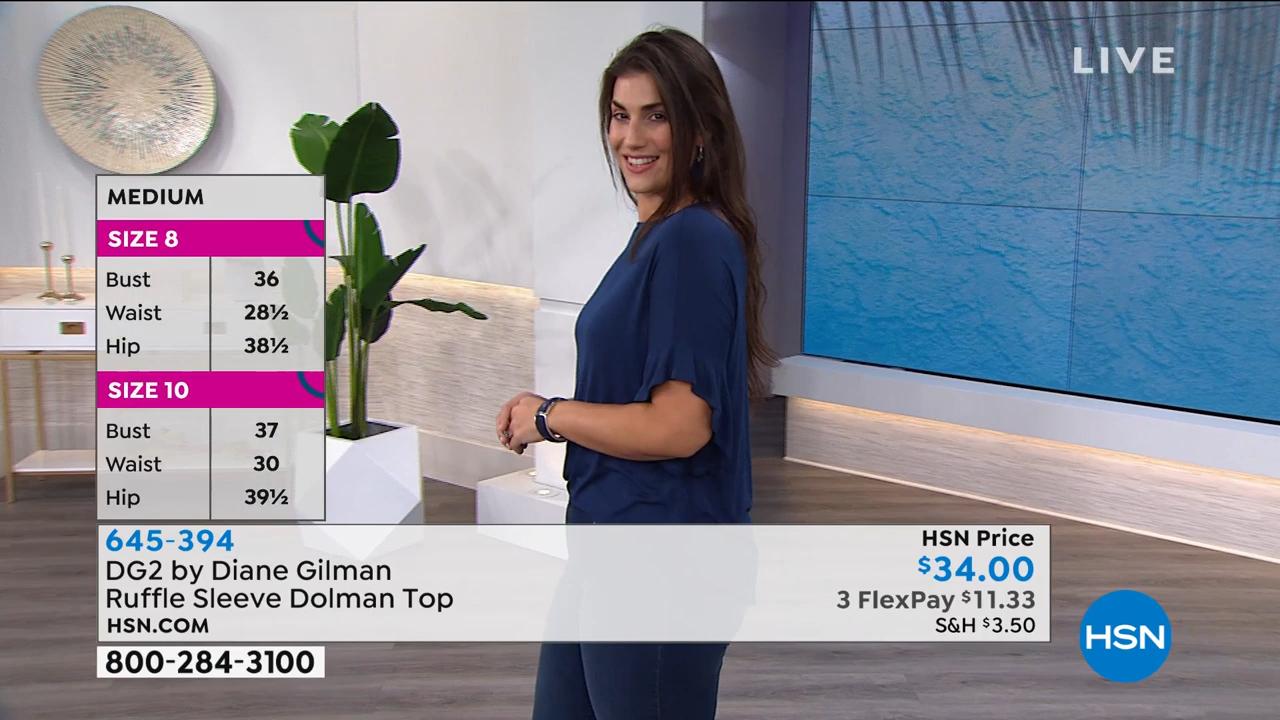 LIVE
MEDIUM
SIZE 8
Bust 36
Waist 28½
Hip 38½
SIZE 10
Bust 37
Waist 30
Hip 39½
645-394
DG2 by Diane Gilman
Ruffle Sleeve Dolman Top
HSN.COM
HSN Price
$34.00
3 FlexPay $11.33
S&H $3.50
HSN
800-284-3100